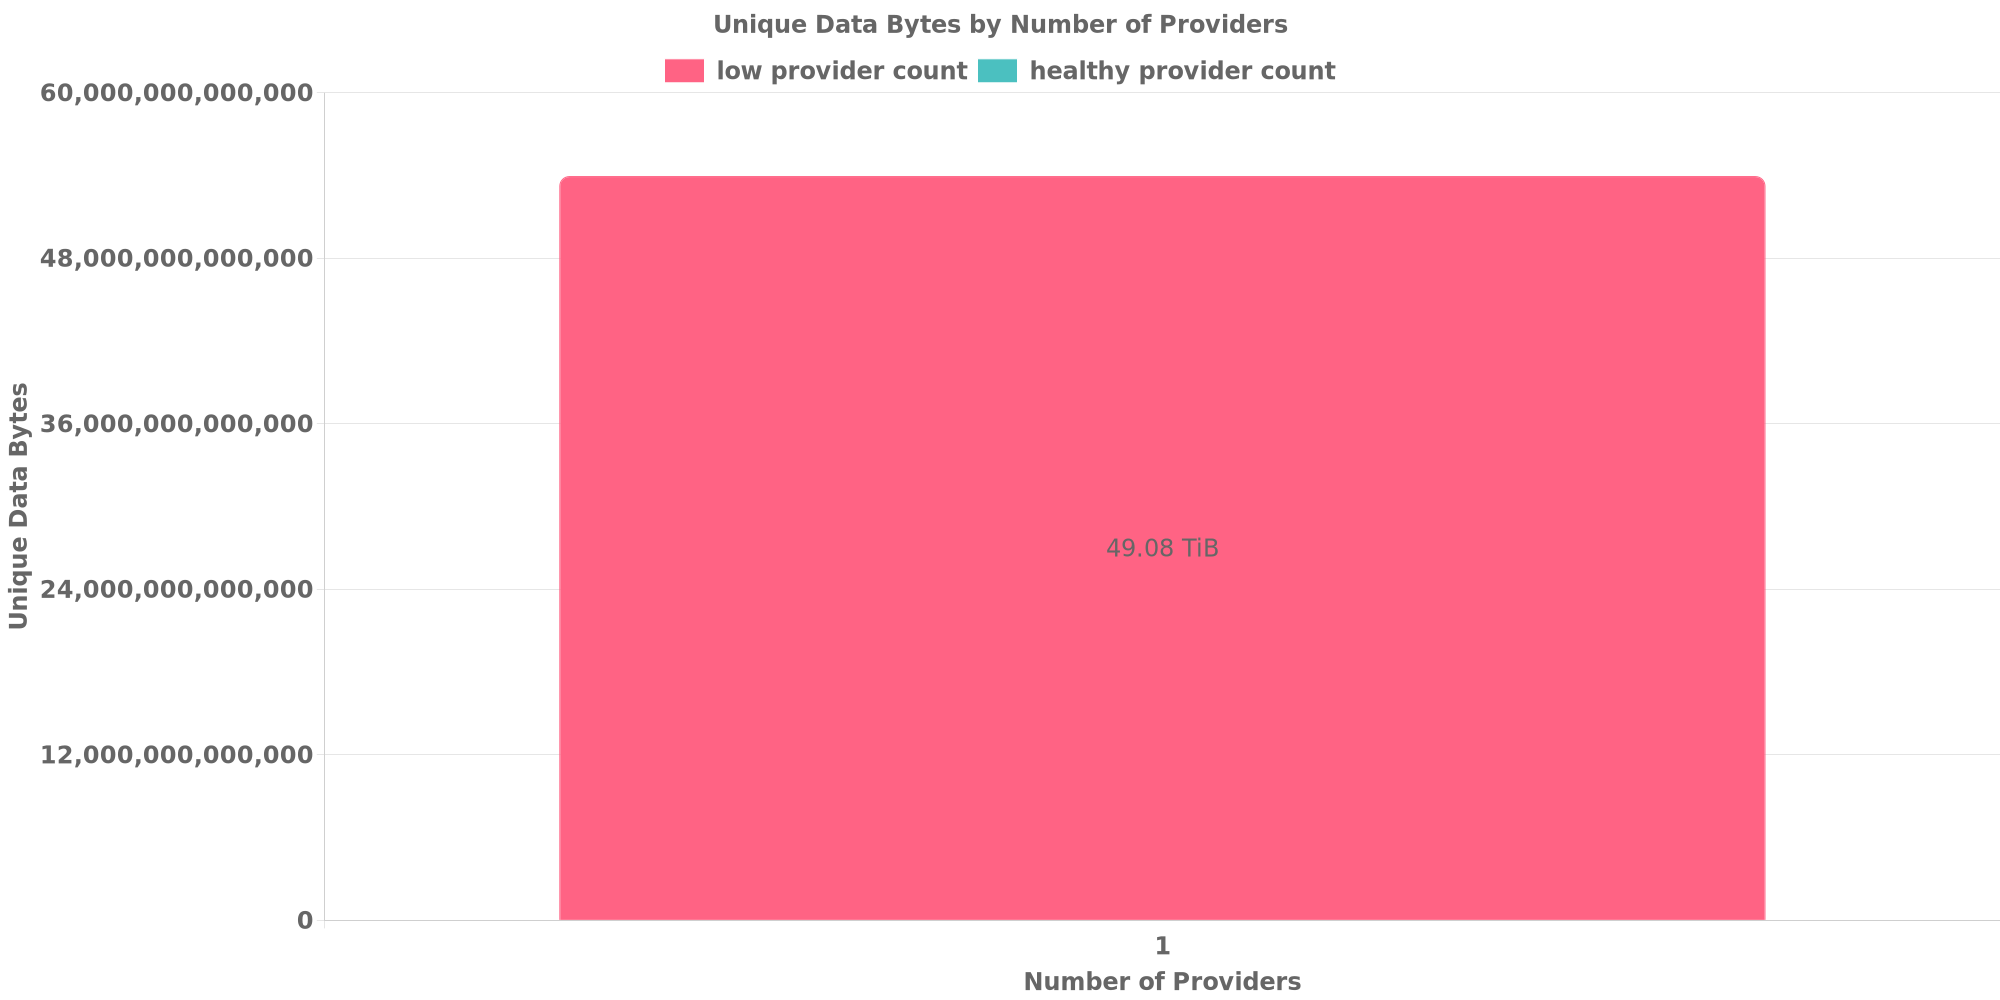 Unique Data Bytes by Number of Providers
low provider count
healthy provider count
60,000,000,000,000
48,000,000,000,000
36,000,000,000,000
24,000,000,000,000
12,000,000,000,000
0
Unique Data Bytes
49.08 TiB
1
Number of Providers